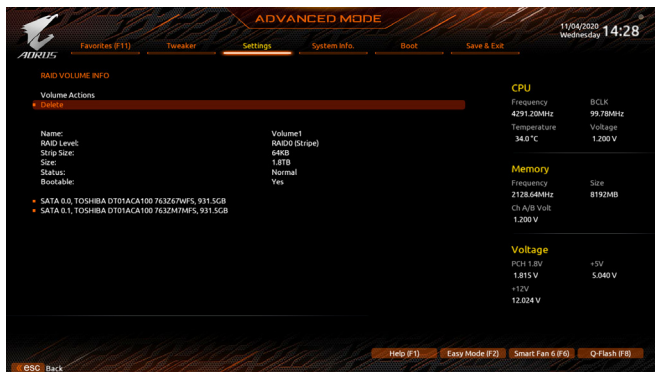 ADVANCED MODE
11/04/2020 Wednesday 14:28
AORUS
Favorites (F11) Tweaker Settings System Info. Boot Save & Exit
RAID VOLUME INFO
Volume Actions
Delete
Name: Volume1
RAID Level: RAID0 (Stripe)
Strip Size: 64KB
Size: 1.8TB
Status: Normal
Bootable: Yes
SATA 0.0, TOSHIBA DT01ACA100 763Z67WFS, 931.5GB
SATA 0.1, TOSHIBA DT01ACA100 763ZM7MFS, 931.5GB
CPU
Frequency BCLK
4291.20MHz 99.78MHz
Temperature Voltage
34.0 °C 1.200 V
Memory
Frequency Size
2128.64MHz 8192MB
Ch A/B Volt
1.200 V
Voltage
PCH 1.8V +5V
1.815 V 5.040 V
+12V
12.024 V
Help (F1) Easy Mode (F2) Smart Fan 6 (F6) Q-Flash (F8)
esc Back